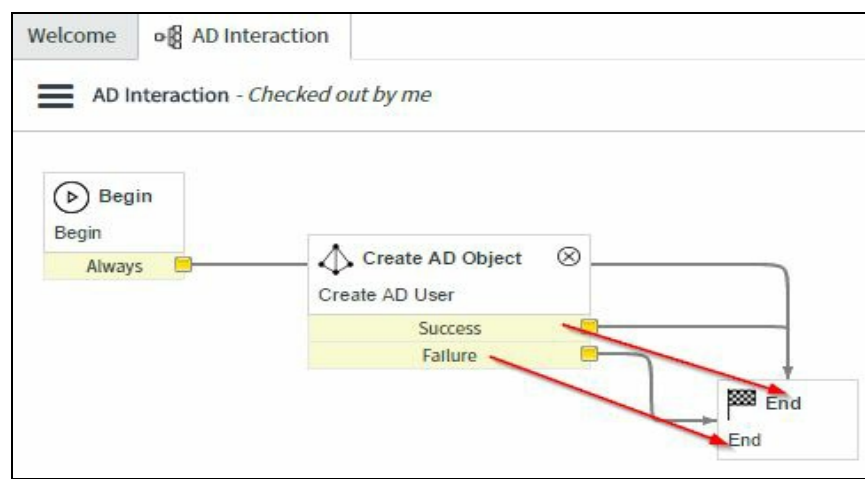 Welcome AD Interaction
AD Interaction - Checked out by me
Begin
Begin
Always
Create AD Object
Create AD User
Success
Failure
End
End